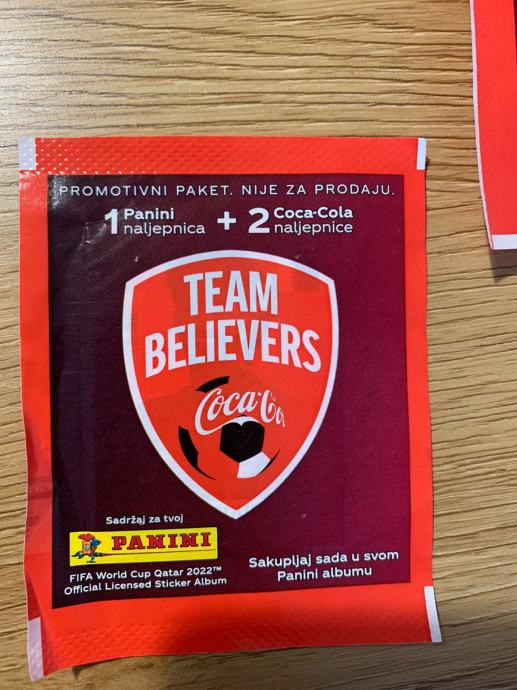 PROMOTIVNI PAKET. NIJE ZA PRODAJU.
1 Panini naljepnica + 2 Coca-Cola naljepnice
TEAM
BELIEVERS
Coca-Co
Sadržaj za tvoj
PANINI
FIFA World Cup Qatar 2022™
Official Licensed Sticker Album
Sakupljaj sada u svom
Panini albumu